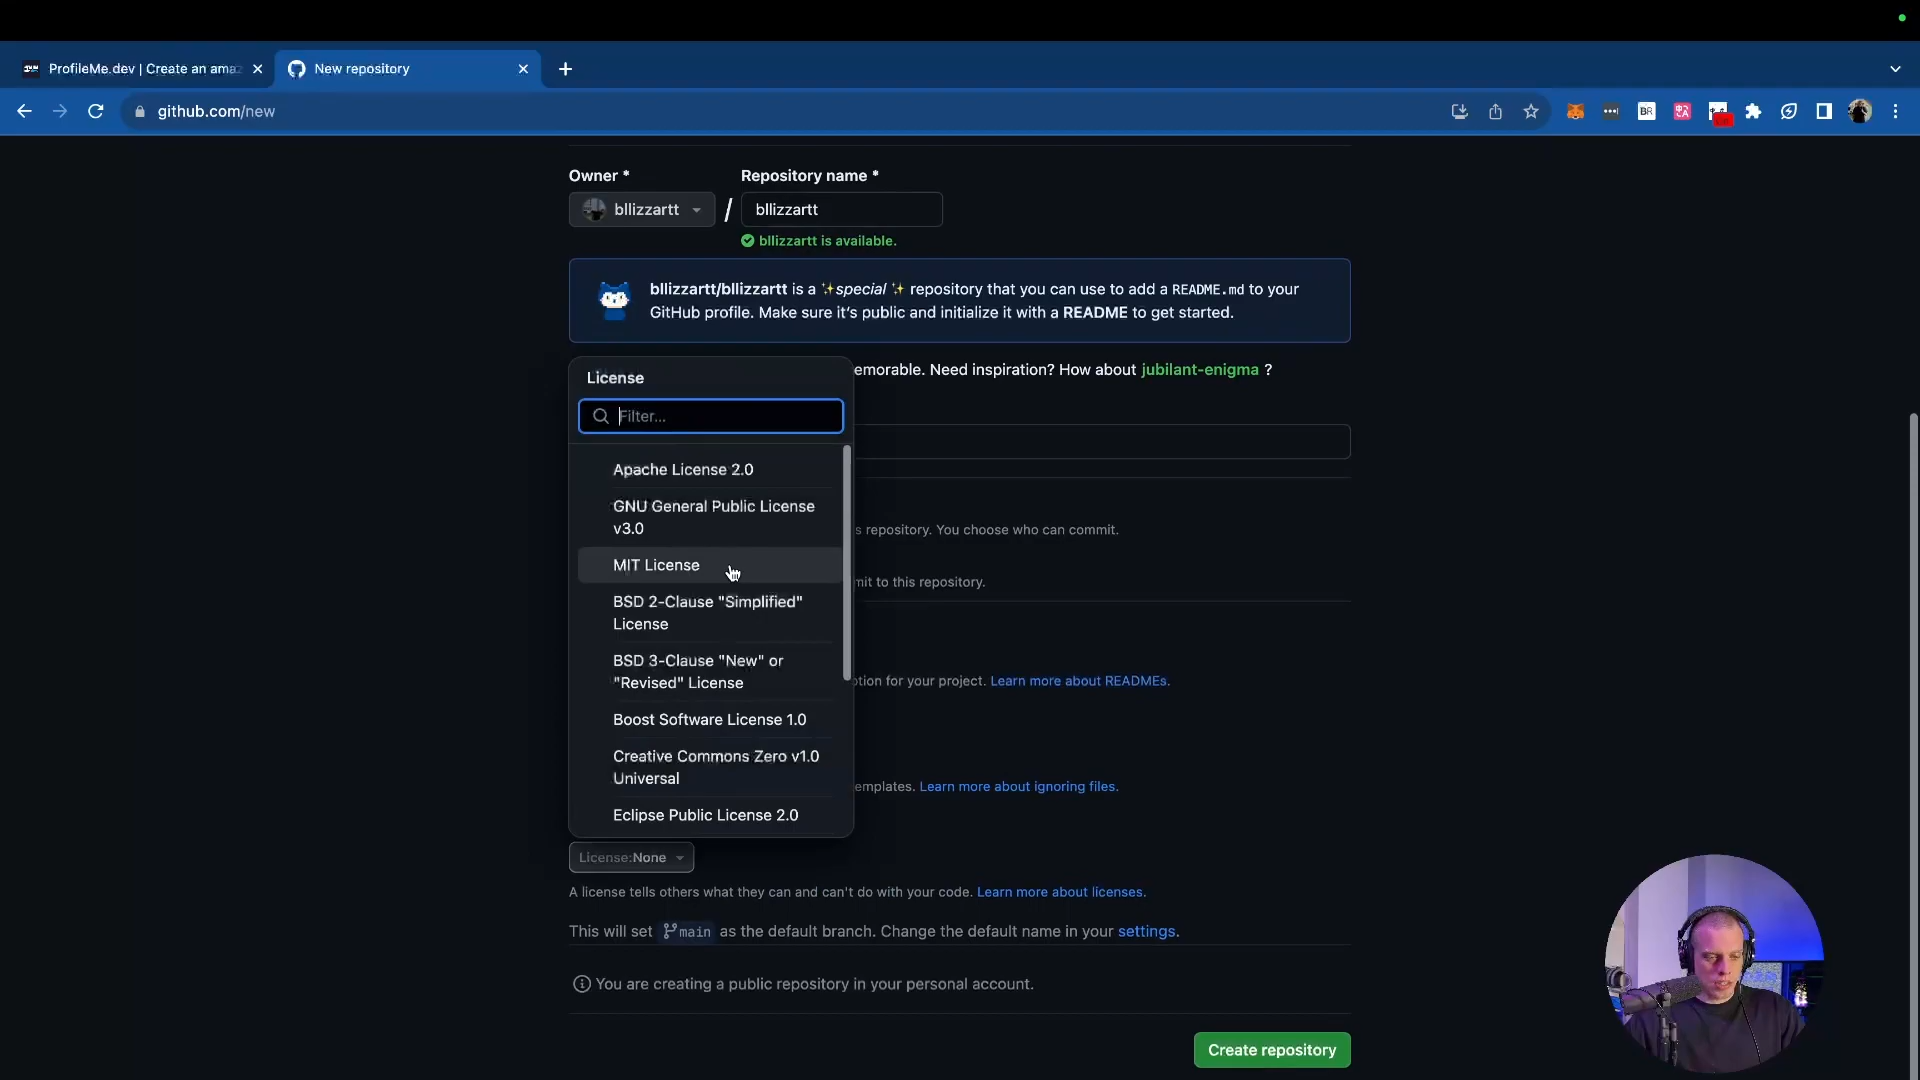 ProfileMe.dev | Create an ama
New repository
github.com/new
BR
Owner *
Repository name *
bllizzartt
/
bllizzartt
bllizzartt is available.
bllizzartt/bllizzartt is a ✨special ✨ repository that you can use to add a README.md to your
GitHub profile. Make sure it's public and initialize it with a README to get started.
License
emorable. Need inspiration? How about jubilant-enigma ?
Filter...
Apache License 2.0
GNU General Public License
v3.0
s repository. You choose who can commit.
MIT License
mit to this repository.
BSD 2-Clause "Simplified"
License
BSD 3-Clause "New" or
"Revised" License
ption for your project. Learn more about READMEs.
Boost Software License 1.0
Creative Commons Zero v1.0
Universal
emplates. Learn more about ignoring files.
Eclipse Public License 2.0
License:None
A license tells others what they can and can't do with your code. Learn more about licenses.
This will set main as the default branch. Change the default name in your settings.
You are creating a public repository in your personal account.
Create repository